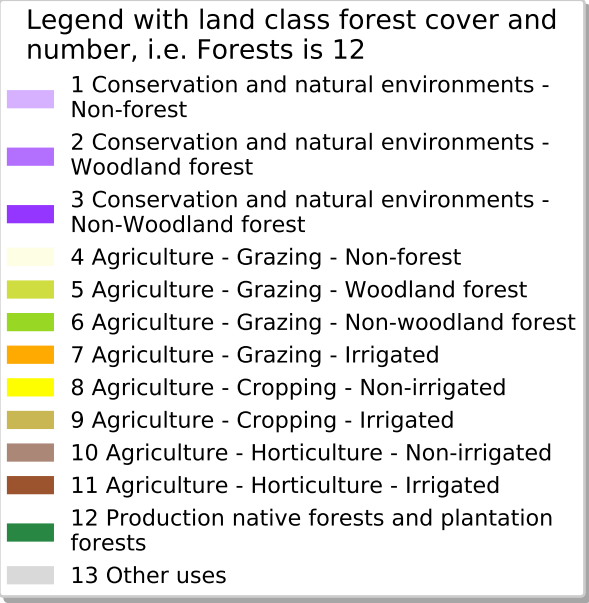 Legend with land class forest cover and
number, i.e. Forests is 12
1 Conservation and natural environments -
Non-forest
2 Conservation and natural environments -
Woodland forest
3 Conservation and natural environments -
Non-Woodland forest
4 Agriculture - Grazing - Non-forest
5 Agriculture - Grazing - Woodland forest
6 Agriculture - Grazing - Non-woodland forest
7 Agriculture - Grazing - Irrigated
8 Agriculture - Cropping - Non-irrigated
9 Agriculture - Cropping - Irrigated
10 Agriculture - Horticulture - Non-irrigated
11 Agriculture - Horticulture - Irrigated
12 Production native forests and plantation
forests
13 Other uses